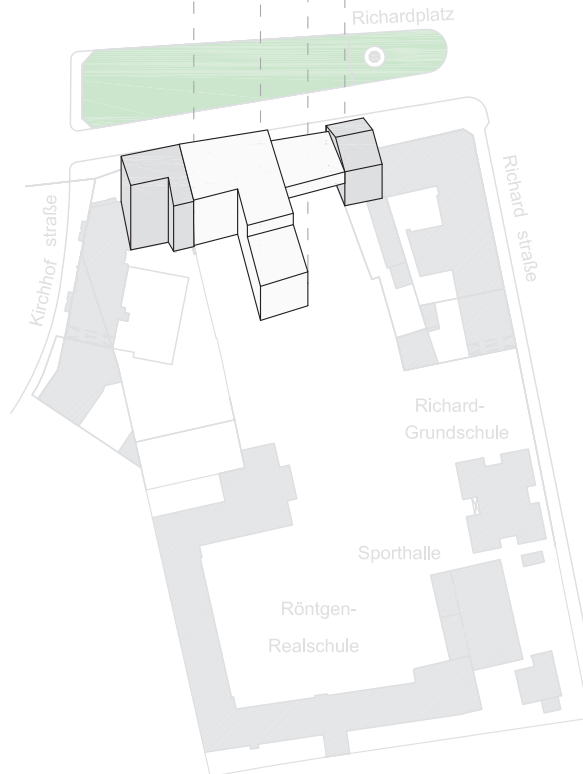 Richardplatz
Kirchhof straße
Richard straße
Richard-
Grundschule
Sporthalle
Röntgen-
Realschule